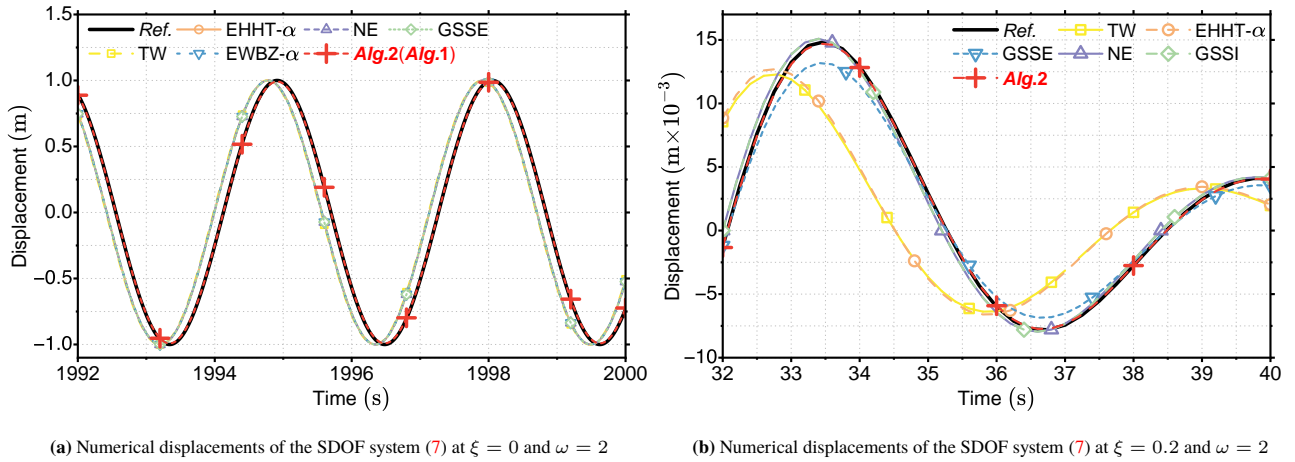 Ref. EHHT-α NE GSSE
TW EWBZ-α Alg.2(Alg.1)
Displacement (m)
1.5
1.0
0.5
0.0
−0.5
−1.0
1992 1994 1996 1998 2000
Time (s)
(a) Numerical displacements of the SDOF system (7) at ξ = 0 and ω = 2
Ref. TW EHHT-α
GSSE NE GSSI
Alg.2
Displacement (m×10⁻³)
15
10
5
0
−5
−10
32 33 34 35 36 37 38 39 40
Time (s)
(b) Numerical displacements of the SDOF system (7) at ξ = 0.2 and ω = 2